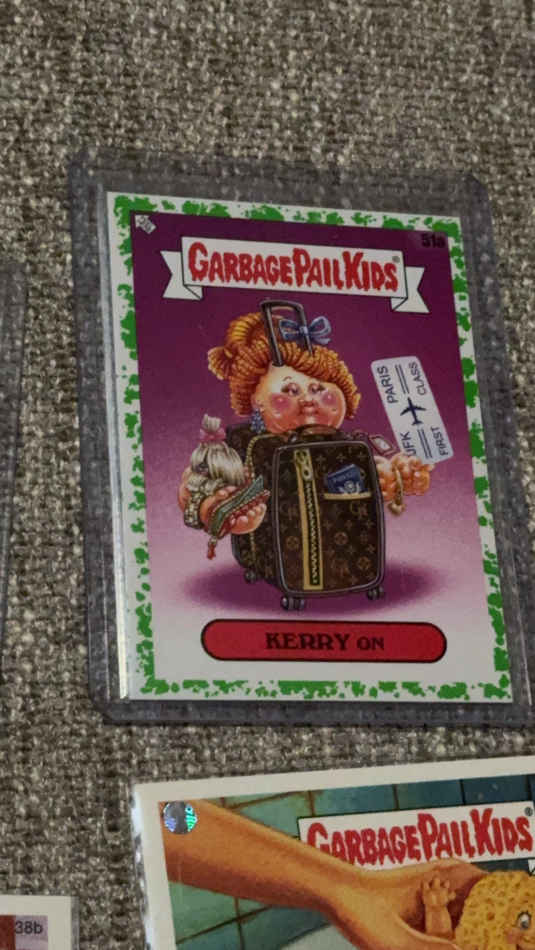 51a
GARBAGE PAIL KIDS®
PARIS
JFK
CLASS
FIRST
KERRY ON
GARBAGE PAIL KIDS
38b